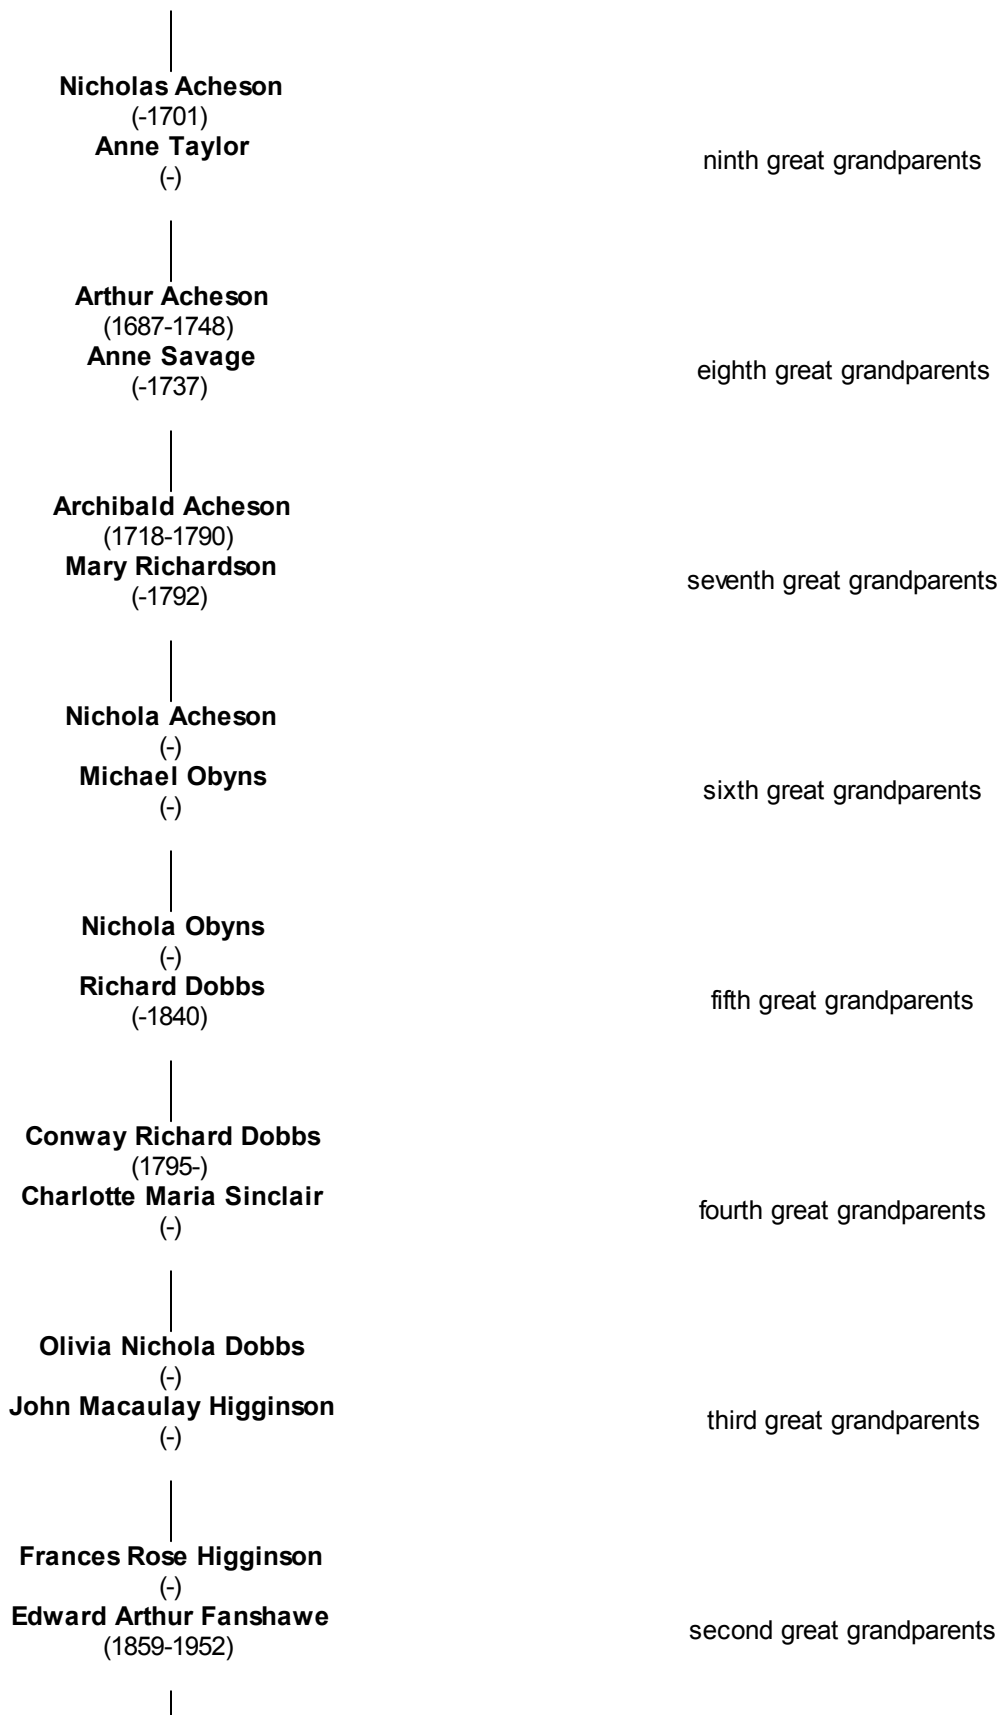 Nicholas Acheson
(-1701)
Anne Taylor
(-)
ninth great grandparents
Arthur Acheson
(1687-1748)
Anne Savage
(-1737)
eighth great grandparents
Archibald Acheson
(1718-1790)
Mary Richardson
(-1792)
seventh great grandparents
Nichola Acheson
(-)
Michael Obyns
(-)
sixth great grandparents
Nichola Obyns
(-)
Richard Dobbs
(-1840)
fifth great grandparents
Conway Richard Dobbs
(1795-)
Charlotte Maria Sinclair
(-)
fourth great grandparents
Olivia Nichola Dobbs
(-)
John Macaulay Higginson
(-)
third great grandparents
Frances Rose Higginson
(-)
Edward Arthur Fanshawe
(1859-1952)
second great grandparents